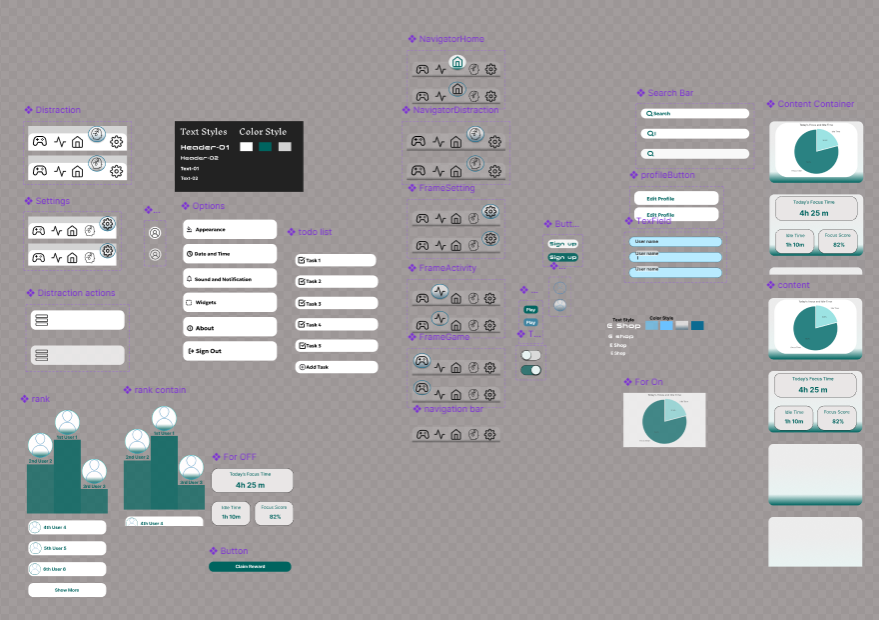 NavigatorHome
NavigatorDistraction
FrameSetting
FrameActivity
FrameGame
navigation bar
Distraction
Settings
Distraction actions
rank
2nd User 2
1st User 1
3rd User 3
4th User 4
5th User 5
6th User 6
Show More
rank contain
2nd User 2
1st User 1
3rd User 3
4th User 4
Text Styles
Color Style
Header-01
Header-02
Text-01
Text-02
...
Options
Appearance
Date and Time
Sound and Notification
Widgets
About
Sign Out
todo list
Task 1
Task 2
Task 3
Task 4
Task 5
Add Task
For OFF
Today's Focus Time
4h 25 m
Idle Time
1h 10m
Focus Score
82%
Button
Claim Reward
Butt...
Sign up
Sign up
...
...
Play
Play
T...
Search Bar
Search
profileButton
Edit Profile
Edit Profile
TexField
User name
User name
User name
Text Style
Color Style
E Shop
E Shop
E Shop
E Shop
For On
Content Container
Today's Focus Time
4h 25 m
Idle Time
1h 10m
Focus Score
82%
content
Today's Focus Time
4h 25 m
Idle Time
1h 10m
Focus Score
82%